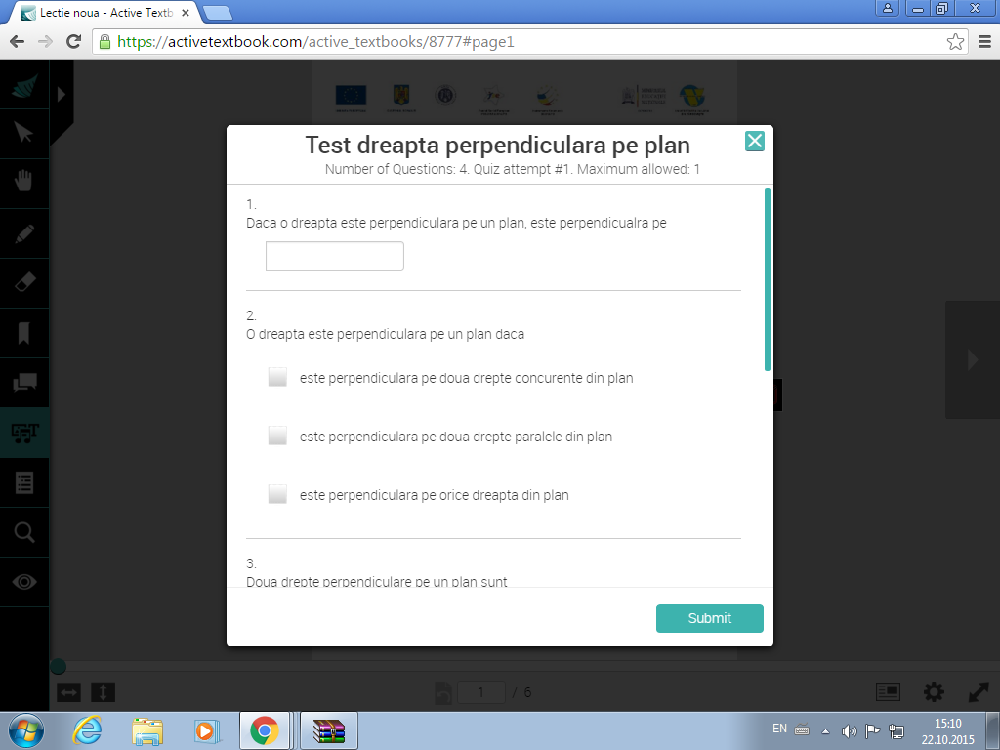 Lectie noua - Active Textb
https://activetextbook.com/active_textbooks/8777#page1
Test dreapta perpendiculara pe plan
Number of Questions: 4. Quiz attempt #1. Maximum allowed: 1
1.
Daca o dreapta este perpendiculara pe un plan, este perpendicualra pe
2.
O dreapta este perpendiculara pe un plan daca
este perpendiculara pe doua drepte concurente din plan
este perpendiculara pe doua drepte paralele din plan
este perpendiculara pe orice dreapta din plan
3.
Doua drepte perpendiculare pe un plan sunt
Submit
1 / 6
EN
15:10
22.10.2015